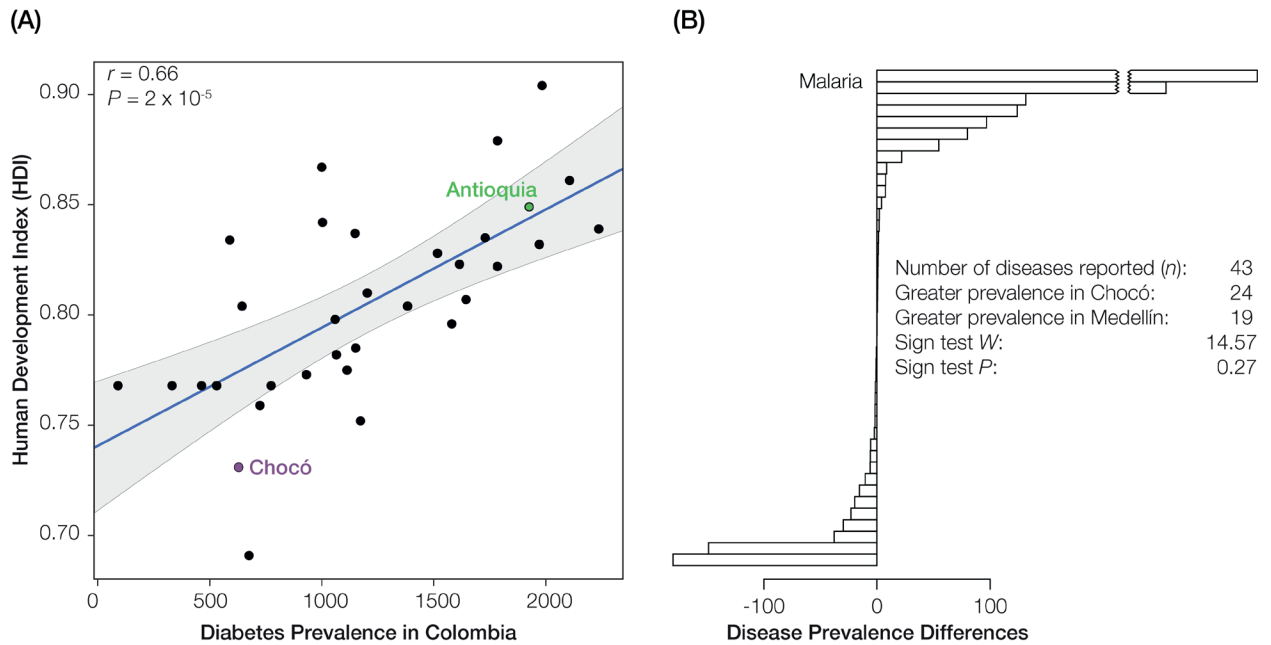 (A)
r = 0.66
P = 2 x 10-5
0.90
0.85
0.80
0.75
0.70
Human Development Index (HDI)
Antioquia
Chocó
0 500 1000 1500 2000
Diabetes Prevalence in Colombia
(B)
Malaria
Number of diseases reported (n): 43
Greater prevalence in Chocó: 24
Greater prevalence in Medellín: 19
Sign test W: 14.57
Sign test P: 0.27
-100 0 100
Disease Prevalence Differences